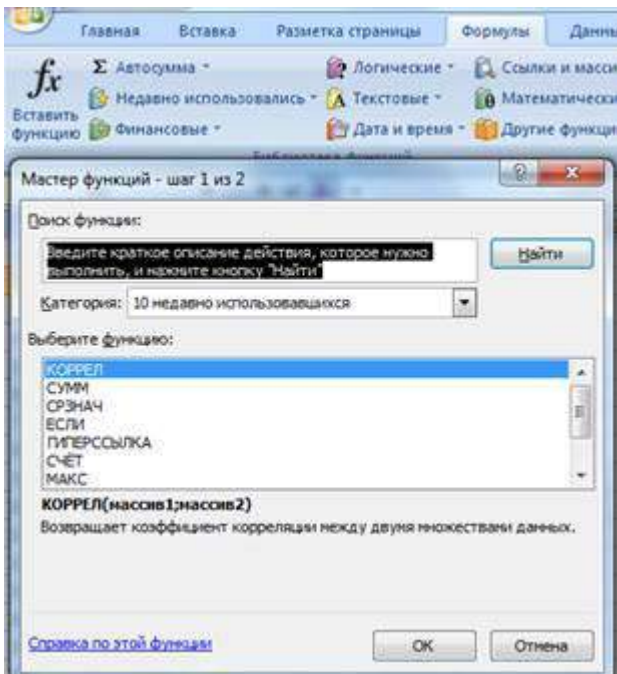 Главная Вставка Разметка страницы Формулы Данны
fx
Вставить функцию
Σ Автосумма
Недавно использовались
Финансовые
Логические
Текстовые
Дата и время
Ссылки и масси
Математически
Другие функци
Библиотека функций
Мастер функций - шаг 1 из 2
Поиск функции:
Введите краткое описание действия, которое нужно
выполнить, и нажмите кнопку "Найти"
Найти
Категория: 10 недавно использовавшихся
Выберите функцию:
КОРРЕЛ
СУММ
СРЗНАЧ
ЕСЛИ
ГИПЕРССЫЛКА
СЧЁТ
МАКС
КОРРЕЛ(массив1;массив2)
Возвращает коэффициент корреляции между двумя множествами данных.
Справка по этой функции
ОК Отмена